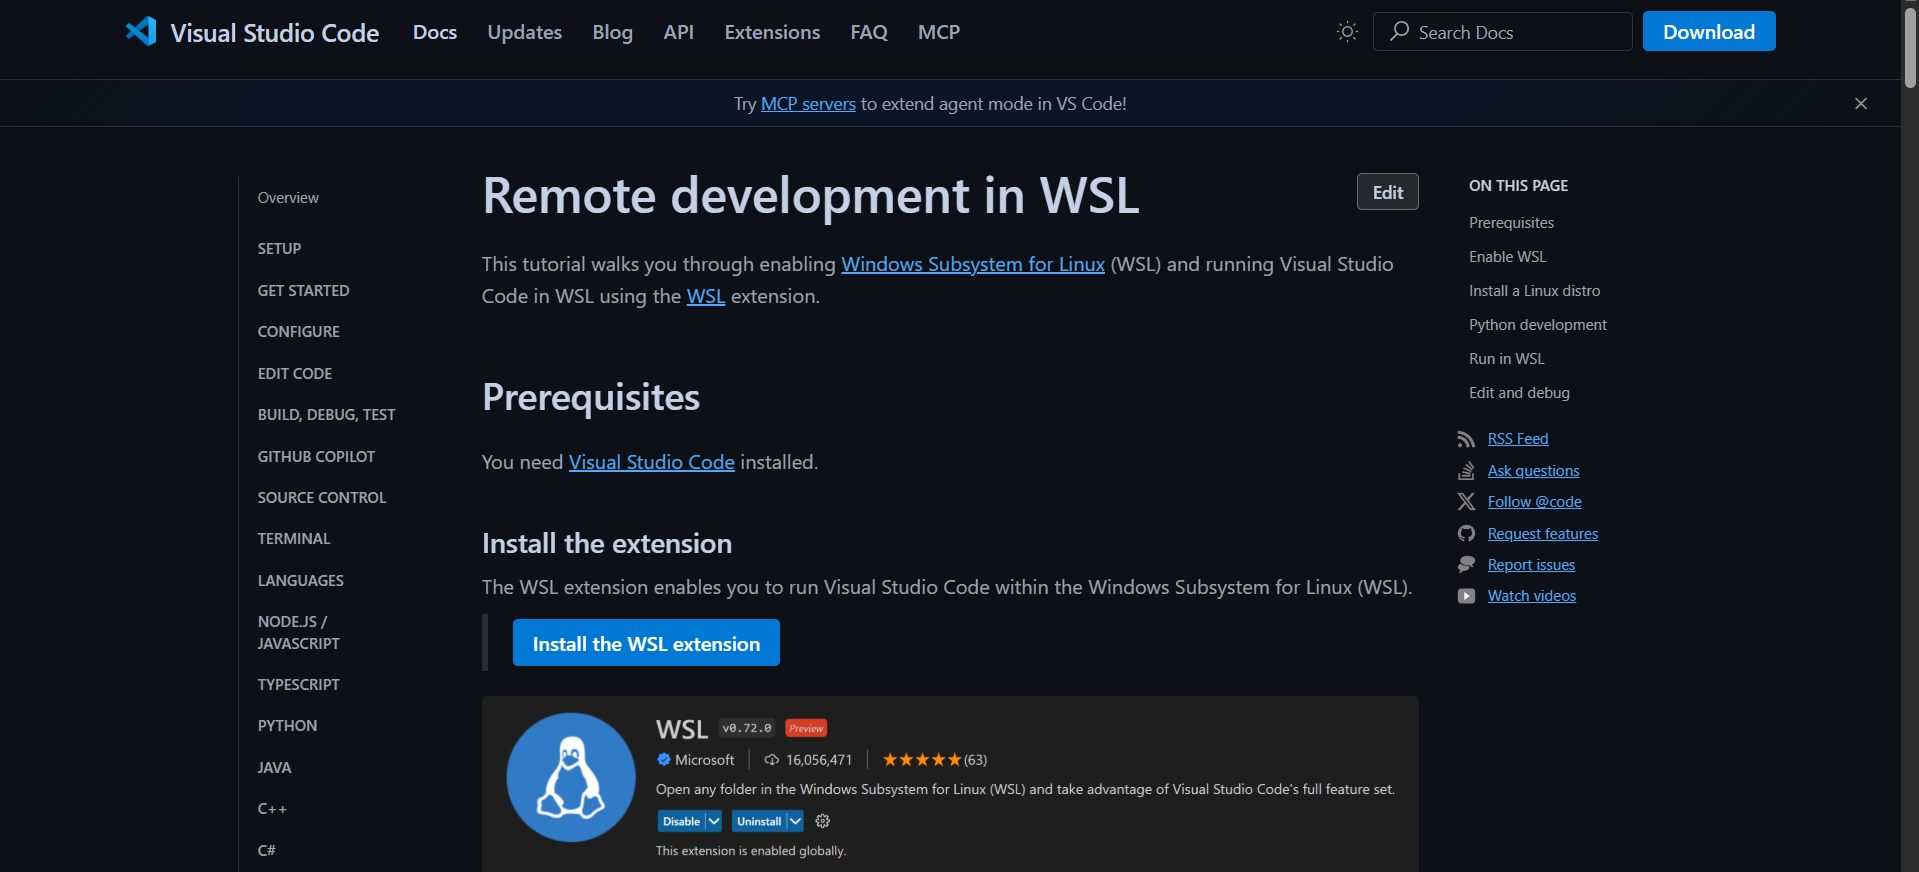 Visual Studio Code
Docs
Updates
Blog
API
Extensions
FAQ
MCP
Search Docs
Download
Try MCP servers to extend agent mode in VS Code!
Overview
SETUP
GET STARTED
CONFIGURE
EDIT CODE
BUILD, DEBUG, TEST
GITHUB COPILOT
SOURCE CONTROL
TERMINAL
LANGUAGES
NODE.JS /
JAVASCRIPT
TYPESCRIPT
PYTHON
JAVA
C++
C#
Remote development in WSL
Edit
This tutorial walks you through enabling Windows Subsystem for Linux (WSL) and running Visual Studio
Code in WSL using the WSL extension.
Prerequisites
You need Visual Studio Code installed.
Install the extension
The WSL extension enables you to run Visual Studio Code within the Windows Subsystem for Linux (WSL).
Install the WSL extension
WSL v0.72.0 Preview
Microsoft 16,056,471 (63)
Open any folder in the Windows Subsystem for Linux (WSL) and take advantage of Visual Studio Code's full feature set.
Disable Uninstall
This extension is enabled globally.
ON THIS PAGE
Prerequisites
Enable WSL
Install a Linux distro
Python development
Run in WSL
Edit and debug
RSS Feed
Ask questions
Follow @code
Request features
Report issues
Watch videos